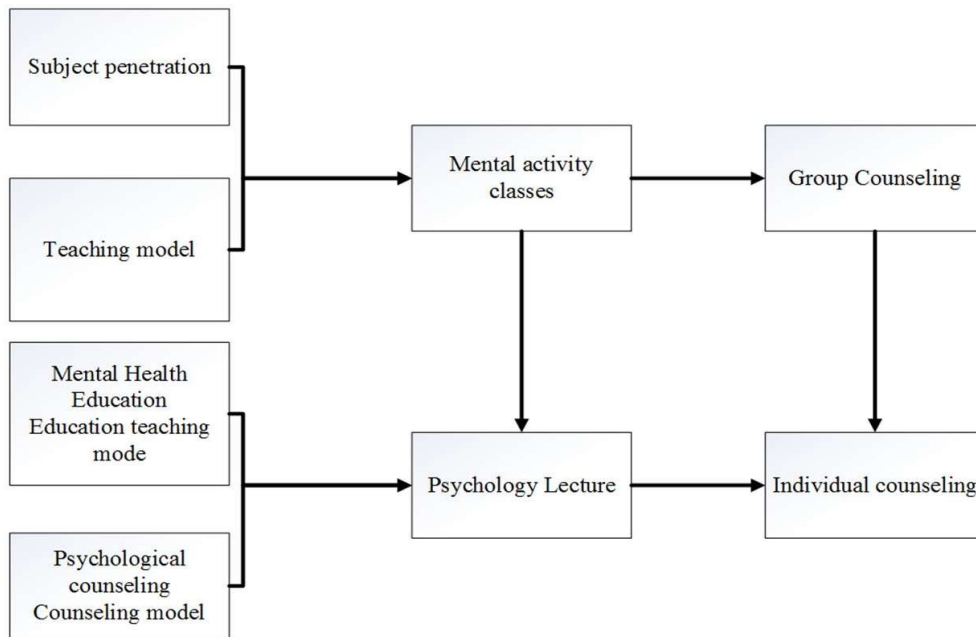 Subject penetration
Teaching model
Mental Health
Education
Education teaching
mode
Psychological
counseling
Counseling model
Mental activity
classes
Psychology Lecture
Group Counseling
Individual counseling